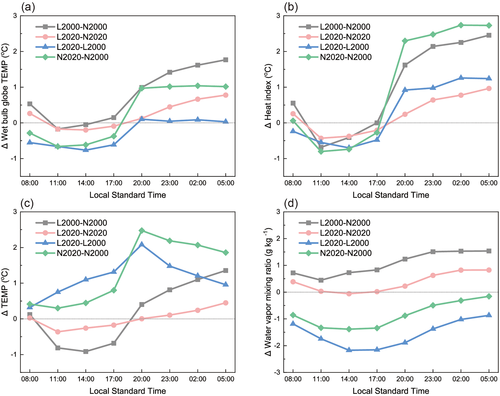 (a)
Δ Wet bulb globe TEMP (°C)
3
2
1
0
-1
L2000-N2000
L2020-N2020
L2020-L2000
N2020-N2000
08:00 11:00 14:00 17:00 20:00 23:00 02:00 05:00
Local Standard Time
(b)
Δ Heat index (°C)
3
2
1
0
-1
L2000-N2000
L2020-N2020
L2020-L2000
N2020-N2000
08:00 11:00 14:00 17:00 20:00 23:00 02:00 05:00
Local Standard Time
(c)
Δ TEMP (°C)
3
2
1
0
-1
L2000-N2000
L2020-N2020
L2020-L2000
N2020-N2000
08:00 11:00 14:00 17:00 20:00 23:00 02:00 05:00
Local Standard Time
(d)
Δ Water vapor mixing ratio (g kg⁻¹)
3
2
1
0
-1
-2
-3
L2000-N2000
L2020-N2020
L2020-L2000
N2020-N2000
08:00 11:00 14:00 17:00 20:00 23:00 02:00 05:00
Local Standard Time